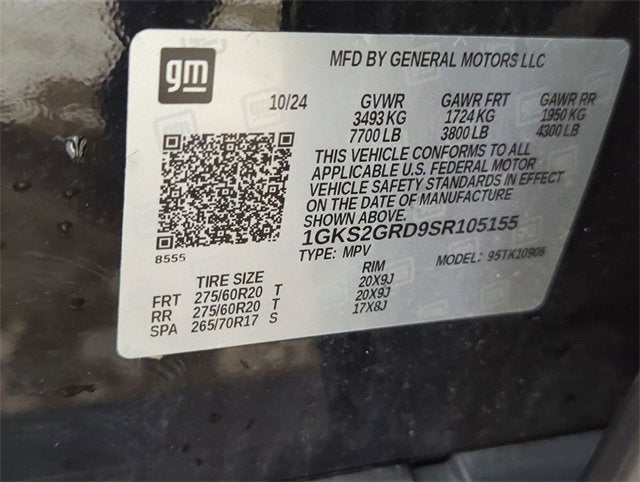 gm
MFD BY GENERAL MOTORS LLC
10/24 GVWR GAWR FRT GAWR RR
3493 KG 1724 KG 1950 KG
7700 LB 3800 LB 4300 LB
THIS VEHICLE CONFORMS TO ALL
APPLICABLE U.S. FEDERAL MOTOR
VEHICLE SAFETY STANDARDS IN EFFECT
ON THE DATE OF MANUFACTURE
SHOWN ABOVE.
1GKS2GRD9SR105155
TYPE: MPV MODEL: 95TK10906
8555
TIRE SIZE RIM
FRT 275/60R20 T 20X9J
RR 275/60R20 T 20X9J
SPA 265/70R17 S 17X8J